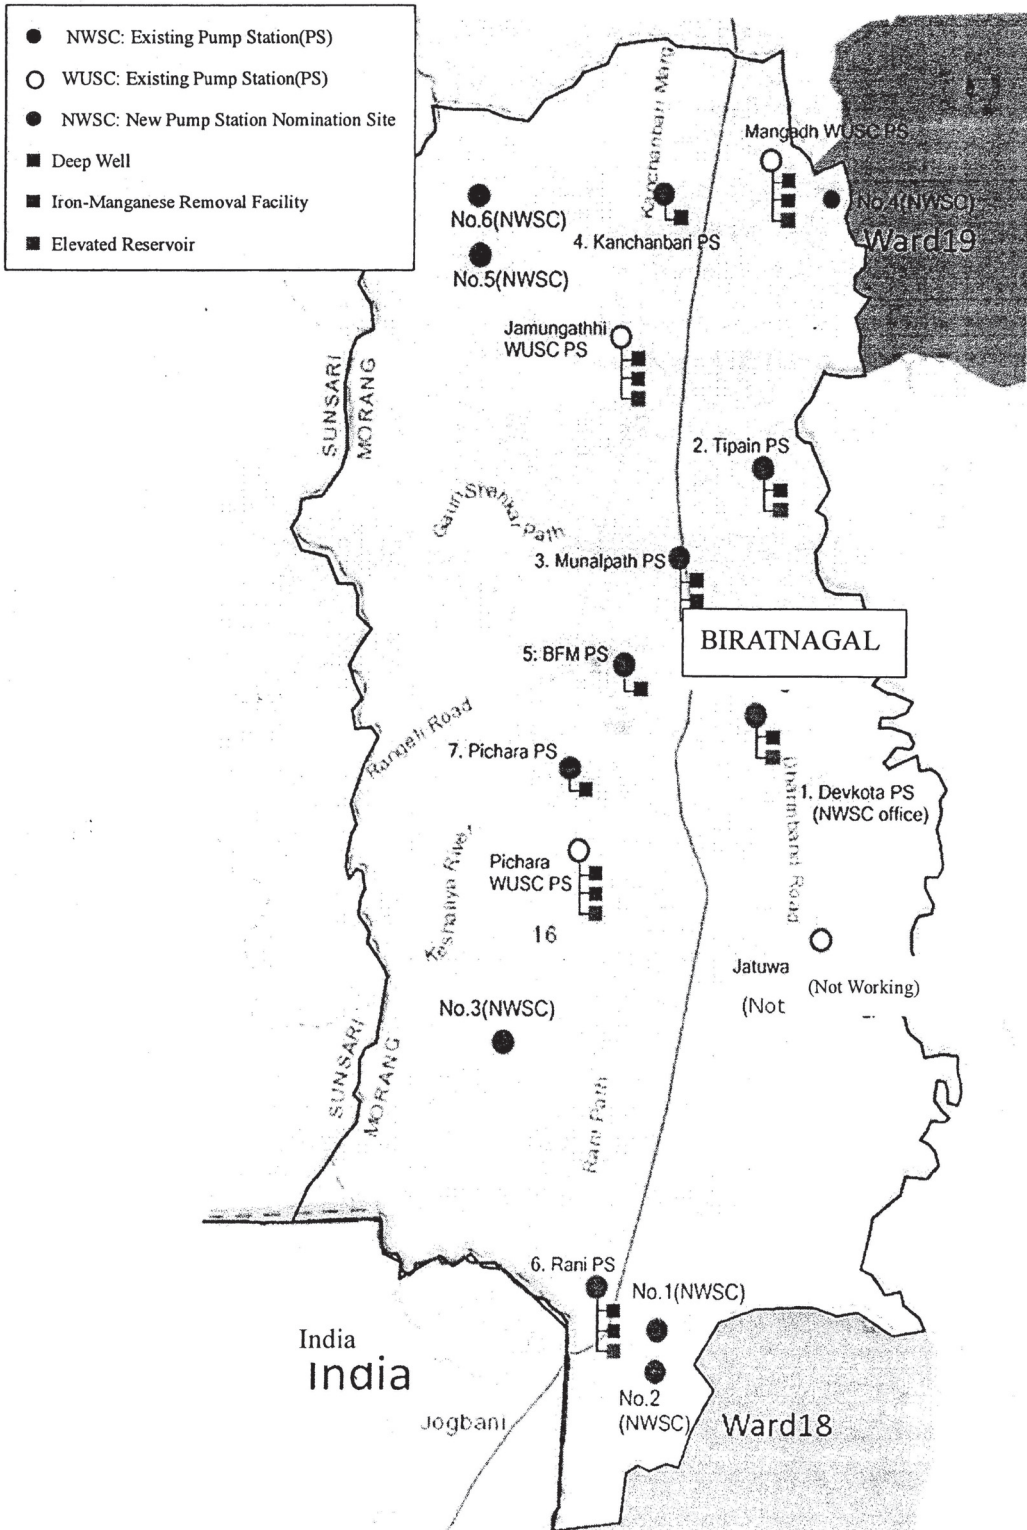 NWSC: Existing Pump Station(PS)
WUSC: Existing Pump Station(PS)
NWSC: New Pump Station Nomination Site
Deep Well
Iron-Manganese Removal Facility
Elevated Reservoir
Kanchanbari Marg
Mangadh WUSC PS
No.6(NWSC)
No.4(NWSC)
4. Kanchanbari PS
Ward19
No.5(NWSC)
Jamungathhi
WUSC PS
SUNSARI
MORANG
2. Tipain PS
Gauri Shankar Path
3. Munalpath PS
BIRATNAGAL
5: BFM PS
Rangeli Road
7. Pichara PS
1. Devkota PS
(NWSC office)
Road
Pichara
WUSC PS
River
16
Jatuwa
(Not Working)
(Not
No.3(NWSC)
SUNSARI
MORANG
Rani Path
6. Rani PS
No.1(NWSC)
India
India
No.2
(NWSC)
Jogbani
Ward18